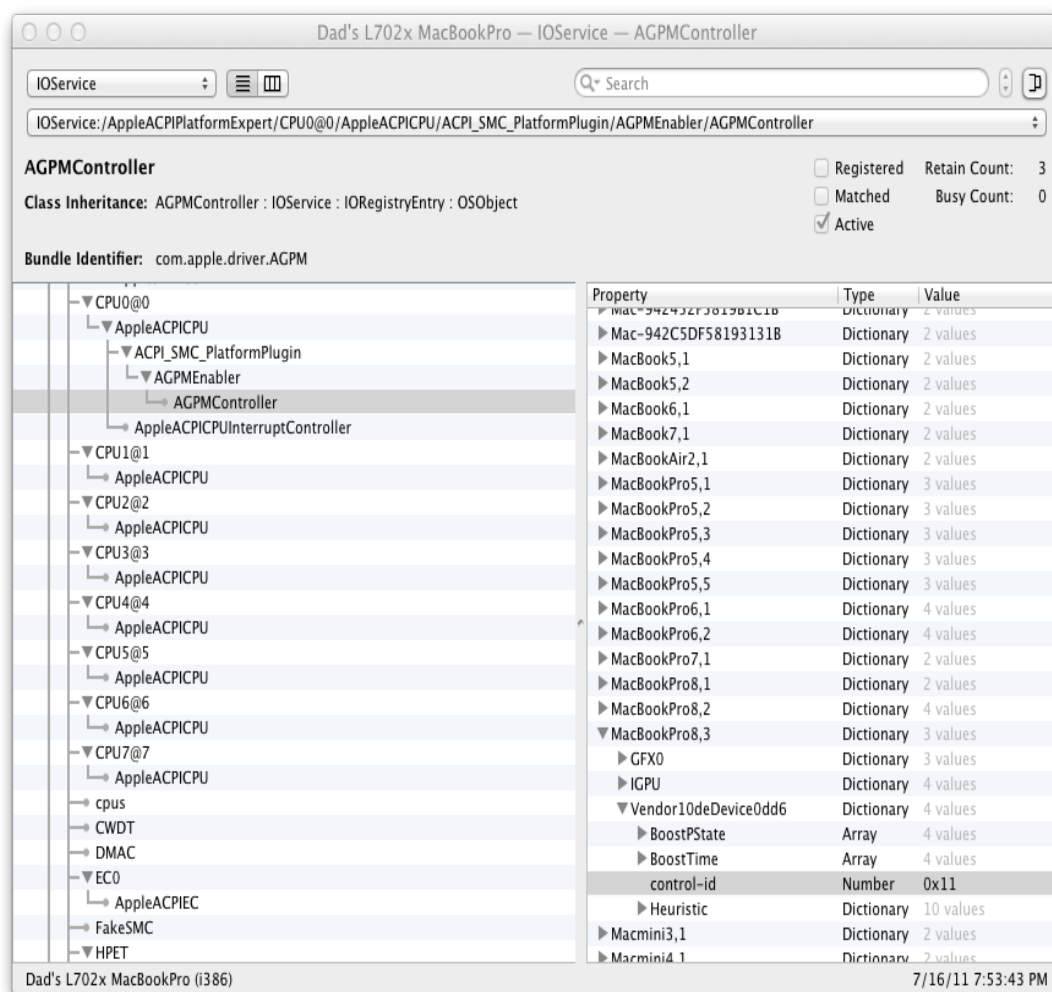 Dad's L702x MacBookPro — IOService — AGPMController
IOService
Search
IOService:/AppleACPIPlatformExpert/CPU0@0/AppleACPICPU/ACPI_SMC_PlatformPlugin/AGPMEnabler/AGPMController
AGPMController
Registered Retain Count: 3
Class Inheritance: AGPMController : IOService : IORegistryEntry : OSObject
Matched Busy Count: 0
Active
Bundle Identifier: com.apple.driver.AGPM
CPU0@0
AppleACPICPU
ACPI_SMC_PlatformPlugin
AGPMEnabler
AGPMController
AppleACPICPUInterruptController
CPU1@1
AppleACPICPU
CPU2@2
AppleACPICPU
CPU3@3
AppleACPICPU
CPU4@4
AppleACPICPU
CPU5@5
AppleACPICPU
CPU6@6
AppleACPICPU
CPU7@7
AppleACPICPU
cpus
CWDT
DMAC
EC0
AppleACPIEC
FakeSMC
HPET
Property Type Value
Dictionary 2 values
Mac-942C5DF58193131B Dictionary 2 values
MacBook5,1 Dictionary 2 values
MacBook5,2 Dictionary 2 values
MacBook6,1 Dictionary 2 values
MacBook7,1 Dictionary 2 values
MacBookAir2,1 Dictionary 2 values
MacBookPro5,1 Dictionary 3 values
MacBookPro5,2 Dictionary 3 values
MacBookPro5,3 Dictionary 3 values
MacBookPro5,4 Dictionary 3 values
MacBookPro5,5 Dictionary 3 values
MacBookPro6,1 Dictionary 4 values
MacBookPro6,2 Dictionary 4 values
MacBookPro7,1 Dictionary 2 values
MacBookPro8,1 Dictionary 2 values
MacBookPro8,2 Dictionary 4 values
MacBookPro8,3 Dictionary 3 values
GFX0 Dictionary 3 values
IGPU Dictionary 4 values
Vendor10deDevice0dd6 Dictionary 4 values
BoostPState Array 4 values
BoostTime Array 4 values
control-id Number 0x11
Heuristic Dictionary 10 values
Macmini3,1 Dictionary 2 values
Macmini4,1 Dictionary 2 values
Dad's L702x MacBookPro (i386)
7/16/11 7:53:43 PM